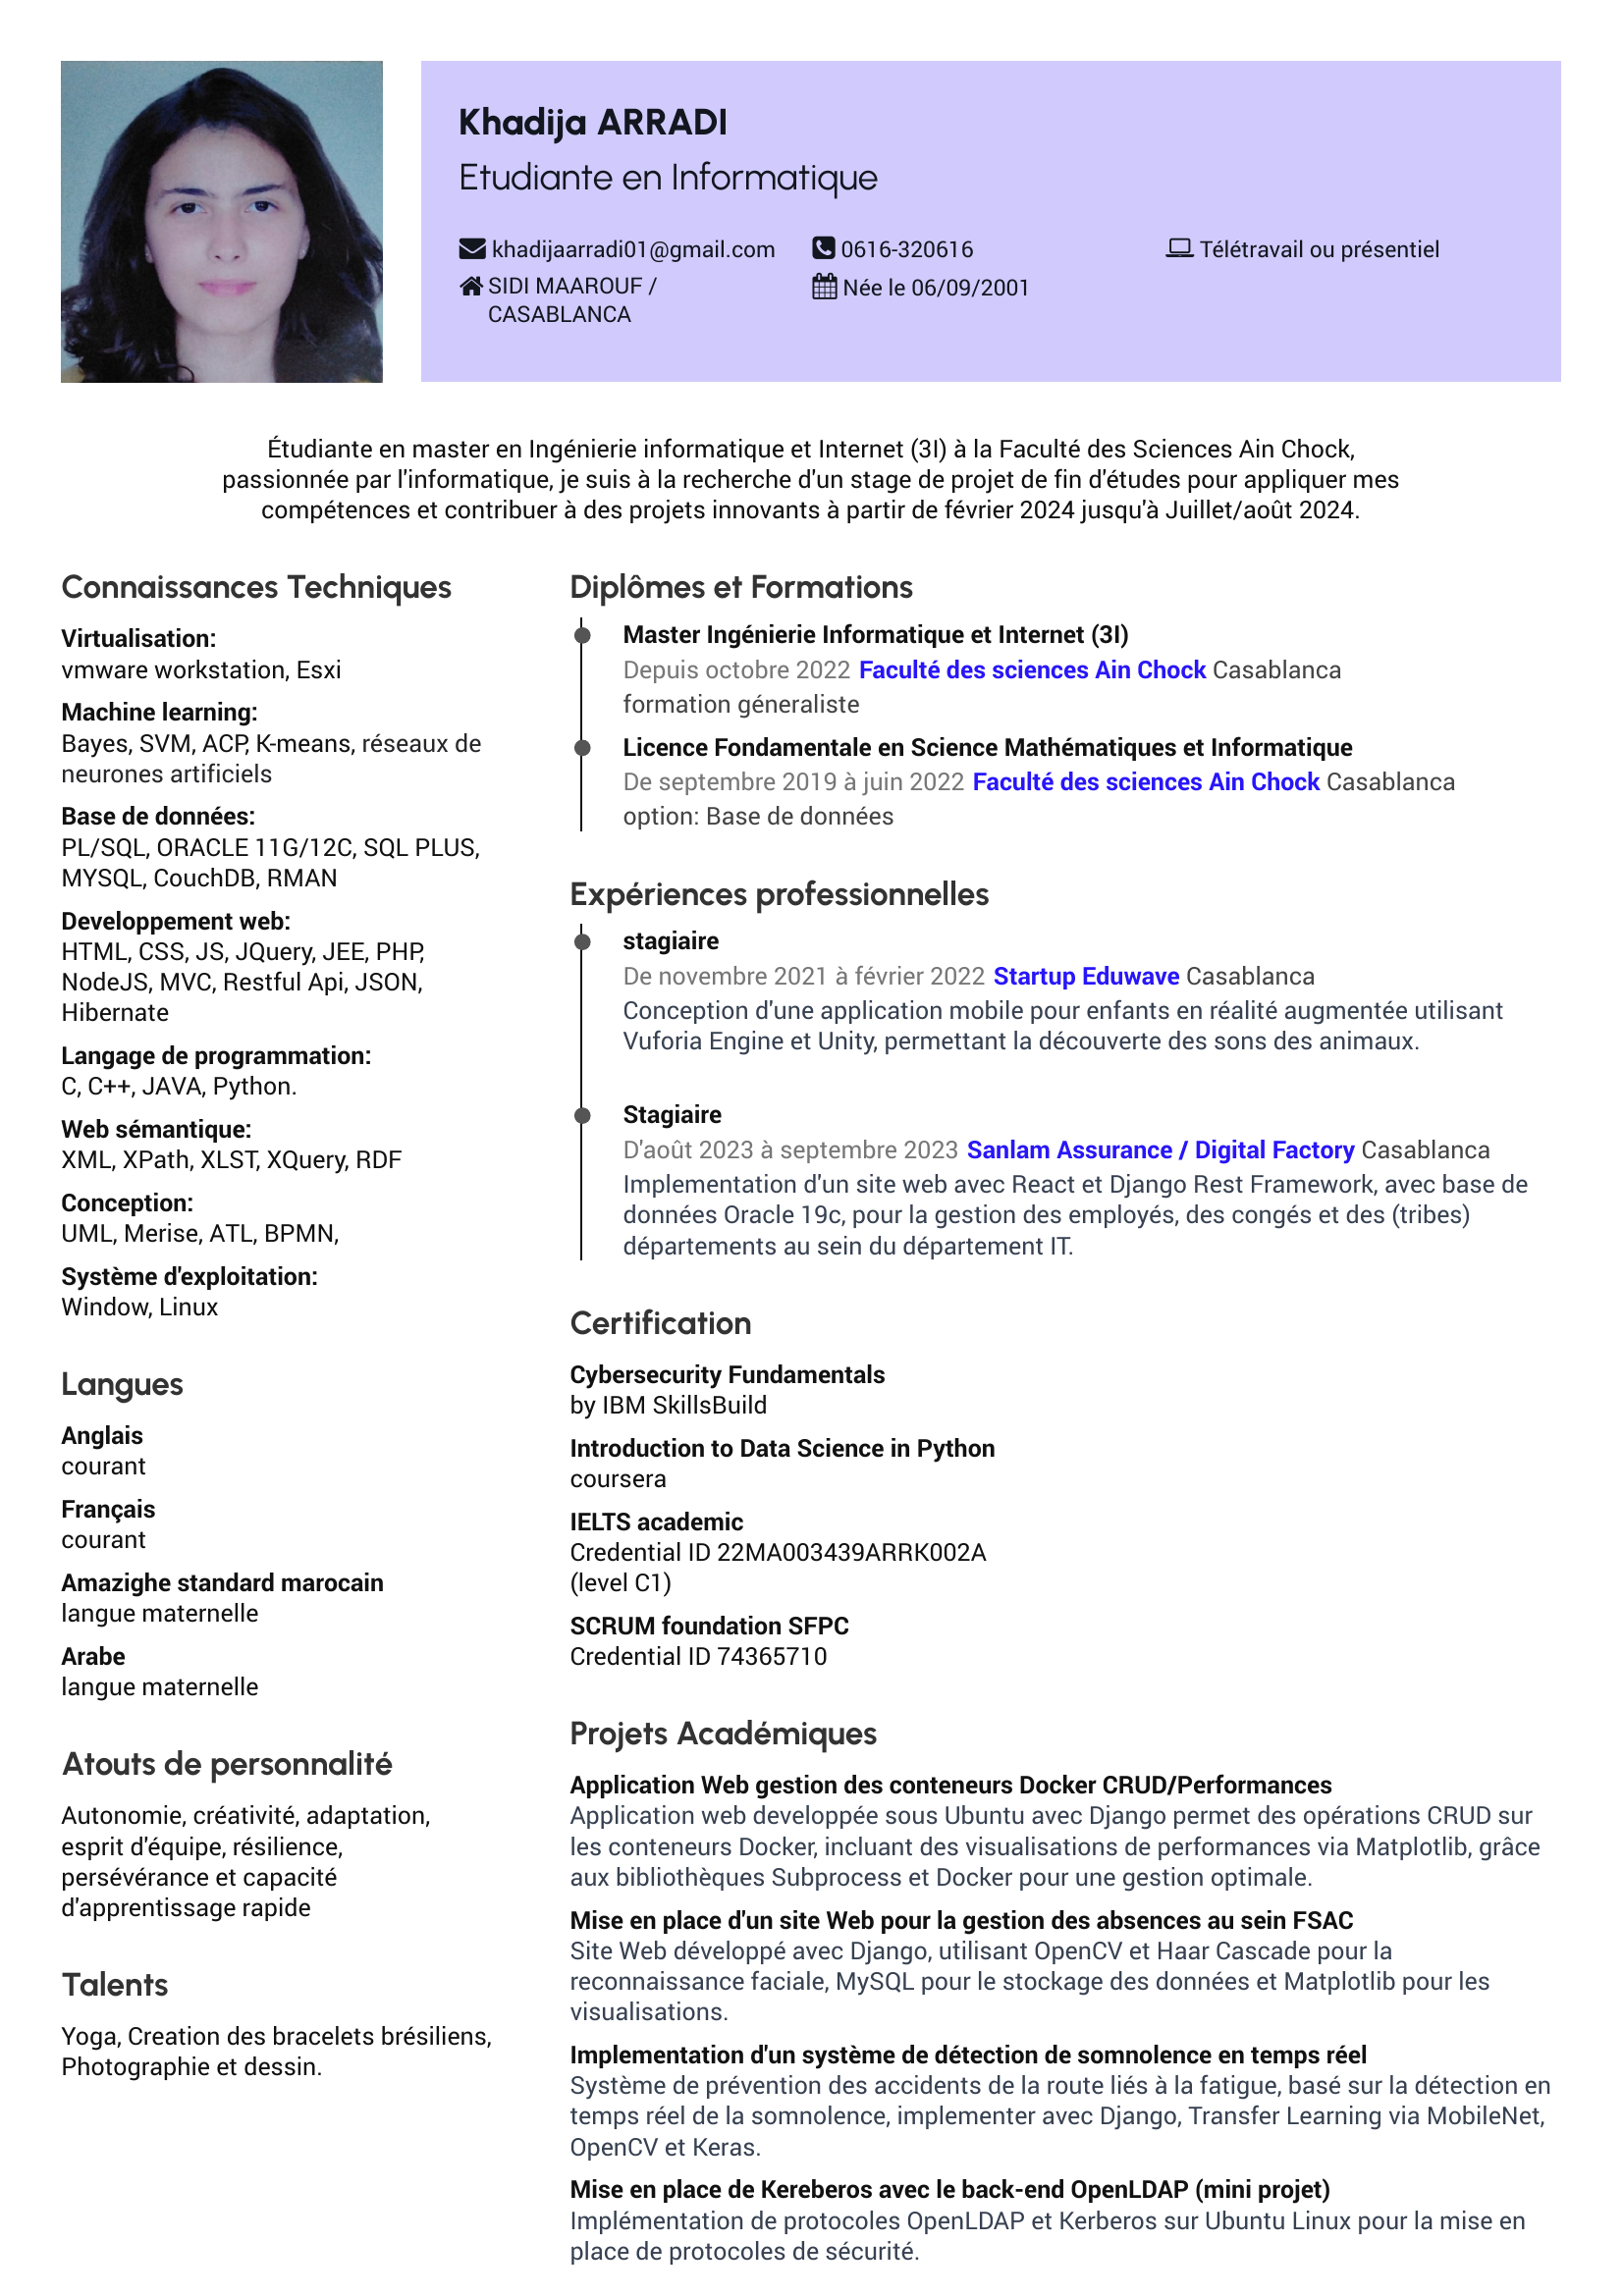 Khadija ARRADI
Etudiante en Informatique
khadijaarradi01@gmail.com
0616-320616
Télétravail ou présentiel
SIDI MAAROUF /
CASABLANCA
Née le 06/09/2001
Étudiante en master en Ingénierie informatique et Internet (3I) à la Faculté des Sciences Ain Chock,
passionnée par l'informatique, je suis à la recherche d'un stage de projet de fin d'études pour appliquer mes
compétences et contribuer à des projets innovants à partir de février 2024 jusqu'à Juillet/août 2024.
Connaissances Techniques
Virtualisation:
vmware workstation, Esxi
Machine learning:
Bayes, SVM, ACP, K-means, réseaux de
neurones artificiels
Base de données:
PL/SQL, ORACLE 11G/12C, SQL PLUS,
MYSQL, CouchDB, RMAN
Developpement web:
HTML, CSS, JS, JQuery, JEE, PHP,
NodeJS, MVC, Restful Api, JSON,
Hibernate
Langage de programmation:
C, C++, JAVA, Python.
Web sémantique:
XML, XPath, XLST, XQuery, RDF
Conception:
UML, Merise, ATL, BPMN,
Système d'exploitation:
Window, Linux
Langues
Anglais
courant
Français
courant
Amazighe standard marocain
langue maternelle
Arabe
langue maternelle
Atouts de personnalité
Autonomie, créativité, adaptation,
esprit d'équipe, résilience,
persévérance et capacité
d'apprentissage rapide
Talents
Yoga, Creation des bracelets brésiliens,
Photographie et dessin.
Diplômes et Formations
Master Ingénierie Informatique et Internet (3I)
Depuis octobre 2022 Faculté des sciences Ain Chock Casablanca
formation géneraliste
Licence Fondamentale en Science Mathématiques et Informatique
De septembre 2019 à juin 2022 Faculté des sciences Ain Chock Casablanca
option: Base de données
Expériences professionnelles
stagiaire
De novembre 2021 à février 2022 Startup Eduwave Casablanca
Conception d'une application mobile pour enfants en réalité augmentée utilisant
Vuforia Engine et Unity, permettant la découverte des sons des animaux.
Stagiaire
D'août 2023 à septembre 2023 Sanlam Assurance / Digital Factory Casablanca
Implementation d'un site web avec React et Django Rest Framework, avec base de
données Oracle 19c, pour la gestion des employés, des congés et des (tribes)
départements au sein du département IT.
Certification
Cybersecurity Fundamentals
by IBM SkillsBuild
Introduction to Data Science in Python
coursera
IELTS academic
Credential ID 22MA003439ARRK002A
(level C1)
SCRUM foundation SFPC
Credential ID 74365710
Projets Académiques
Application Web gestion des conteneurs Docker CRUD/Performances
Application web developpée sous Ubuntu avec Django permet des opérations CRUD sur
les conteneurs Docker, incluant des visualisations de performances via Matplotlib, grâce
aux bibliothèques Subprocess et Docker pour une gestion optimale.
Mise en place d'un site Web pour la gestion des absences au sein FSAC
Site Web développé avec Django, utilisant OpenCV et Haar Cascade pour la
reconnaissance faciale, MySQL pour le stockage des données et Matplotlib pour les
visualisations.
Implementation d'un système de détection de somnolence en temps réel
Système de prévention des accidents de la route liés à la fatigue, basé sur la détection en
temps réel de la somnolence, implementer avec Django, Transfer Learning via MobileNet,
OpenCV et Keras.
Mise en place de Kereberos avec le back-end OpenLDAP (mini projet)
Implémentation de protocoles OpenLDAP et Kerberos sur Ubuntu Linux pour la mise en
place de protocoles de sécurité.